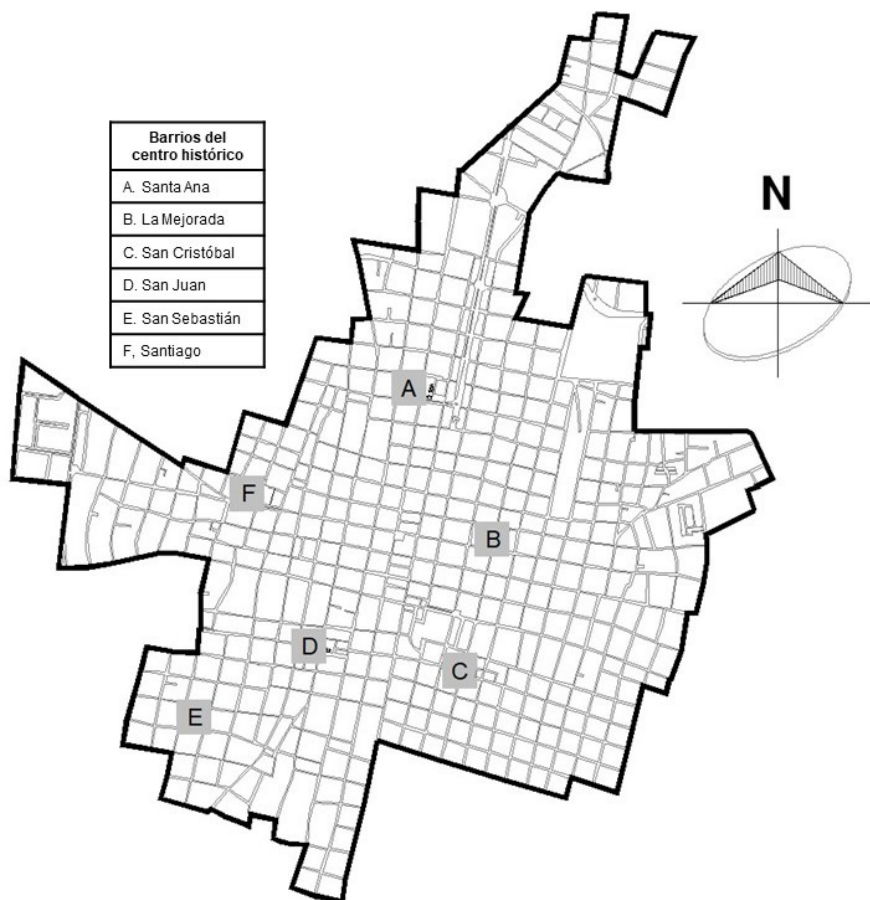 Barrios del
centro histórico
A. Santa Ana
B. La Mejorada
C. San Cristóbal
D. San Juan
E. San Sebastián
F, Santiago
N
A
F
B
D
C
E